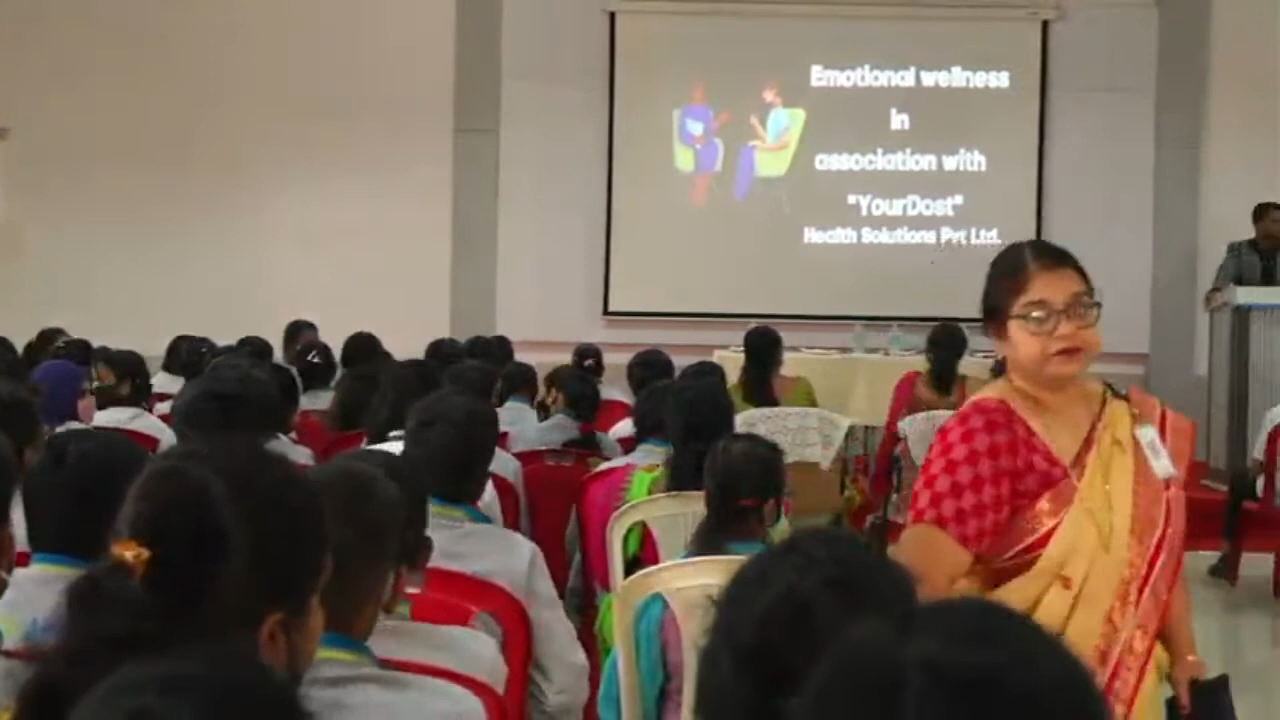 Emotional wellness
in
association with
"YourDost"
Health Solutions Pvt Ltd.